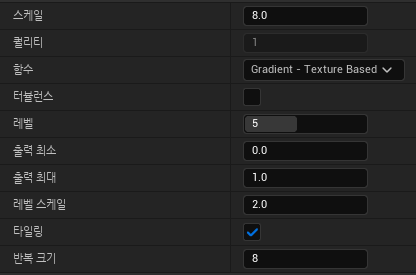 스케일 8.0
퀄리티 1
함수 Gradient - Texture Based
터뷸런스
레벨 5
출력 최소 0.0
출력 최대 1.0
레벨 스케일 2.0
타일링
반복 크기 8